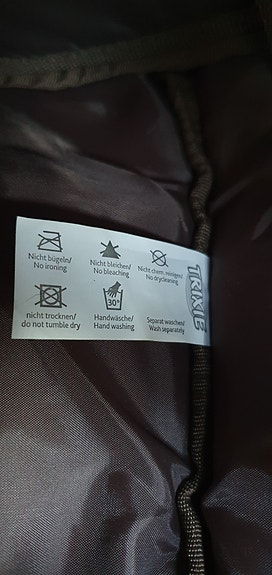 Nicht bügeln/
No ironing
Nicht bleichen/
No bleaching
Nicht chem. reinigen/
No drycleaning
TRIXIE
nicht trocknen/
do not tumble dry
30°
Handwäsche/
Hand washing
Separat waschen/
Wash separately